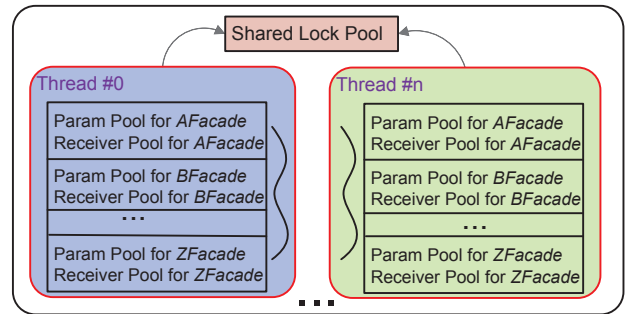 Shared Lock Pool
Thread #0
Param Pool for AFacade
Receiver Pool for AFacade
Param Pool for BFacade
Receiver Pool for BFacade
...
Param Pool for ZFacade
Receiver Pool for ZFacade
Thread #n
Param Pool for AFacade
Receiver Pool for AFacade
Param Pool for BFacade
Receiver Pool for BFacade
...
Param Pool for ZFacade
Receiver Pool for ZFacade
...